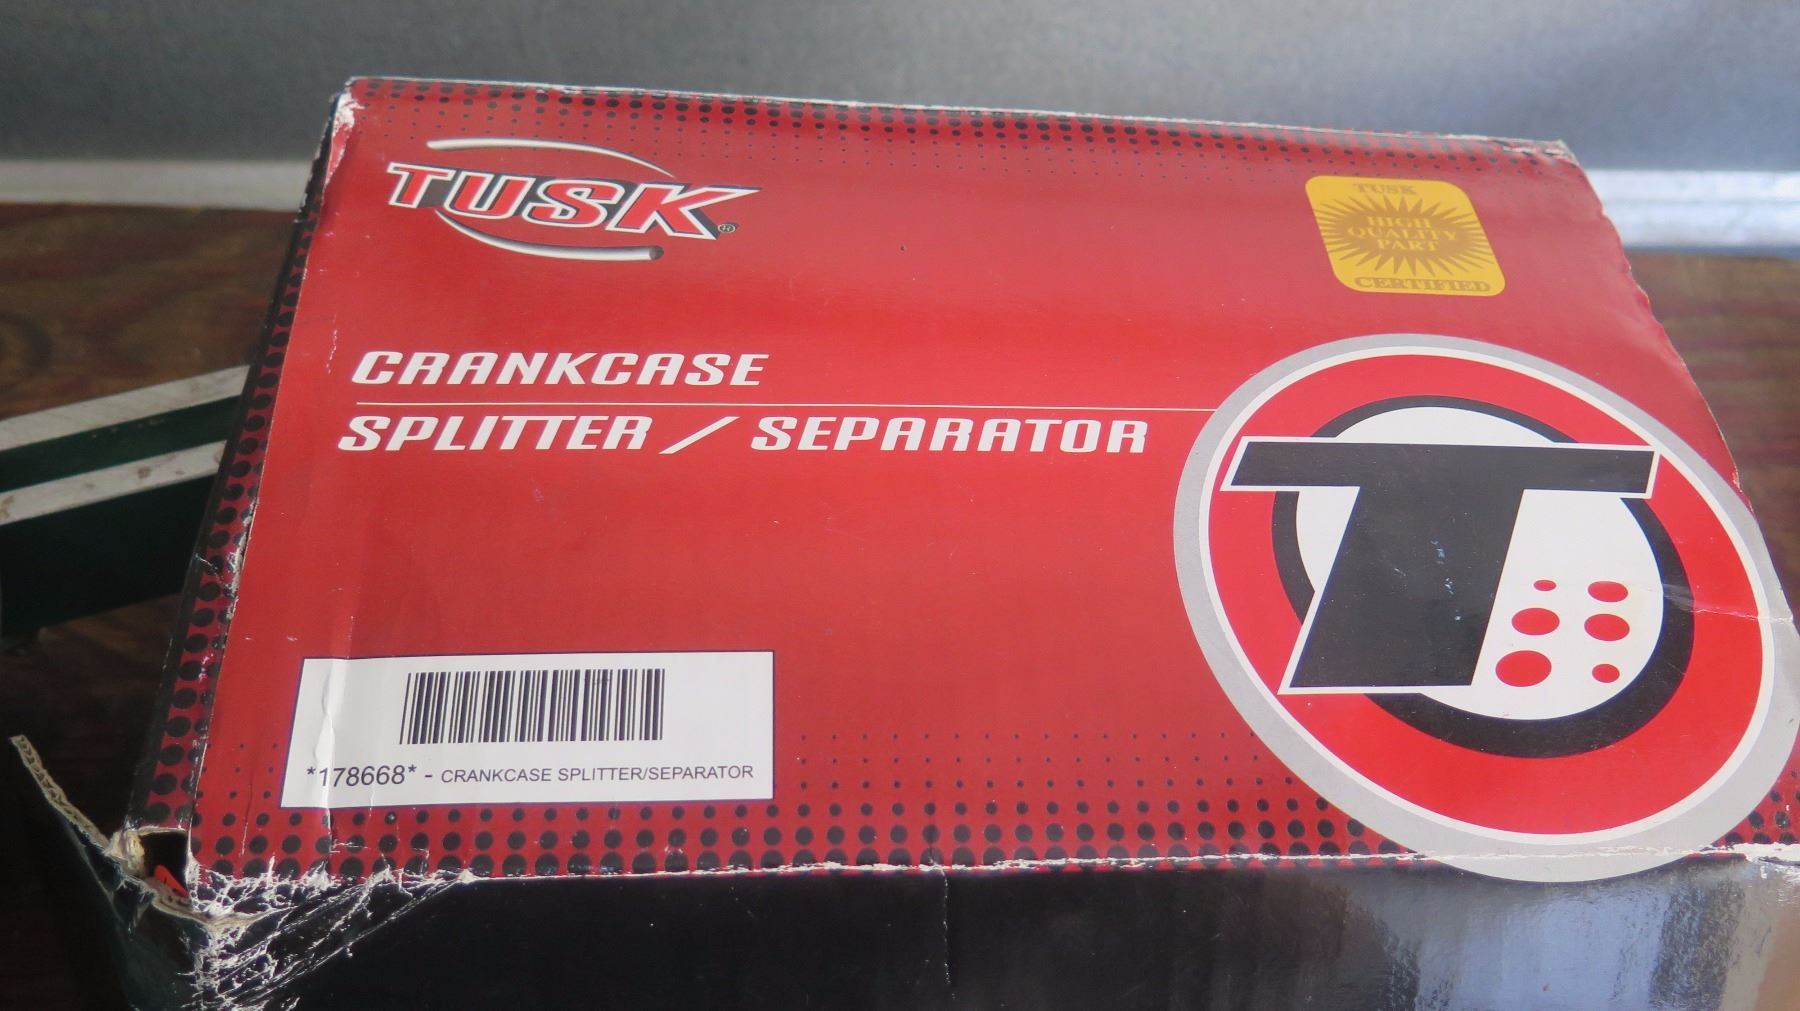 TUSK®
TUSK
HIGH
QUALITY
PART
CERTIFIED
CRANKCASE
SPLITTER / SEPARATOR
T
*178668* - CRANKCASE SPLITTER/SEPARATOR